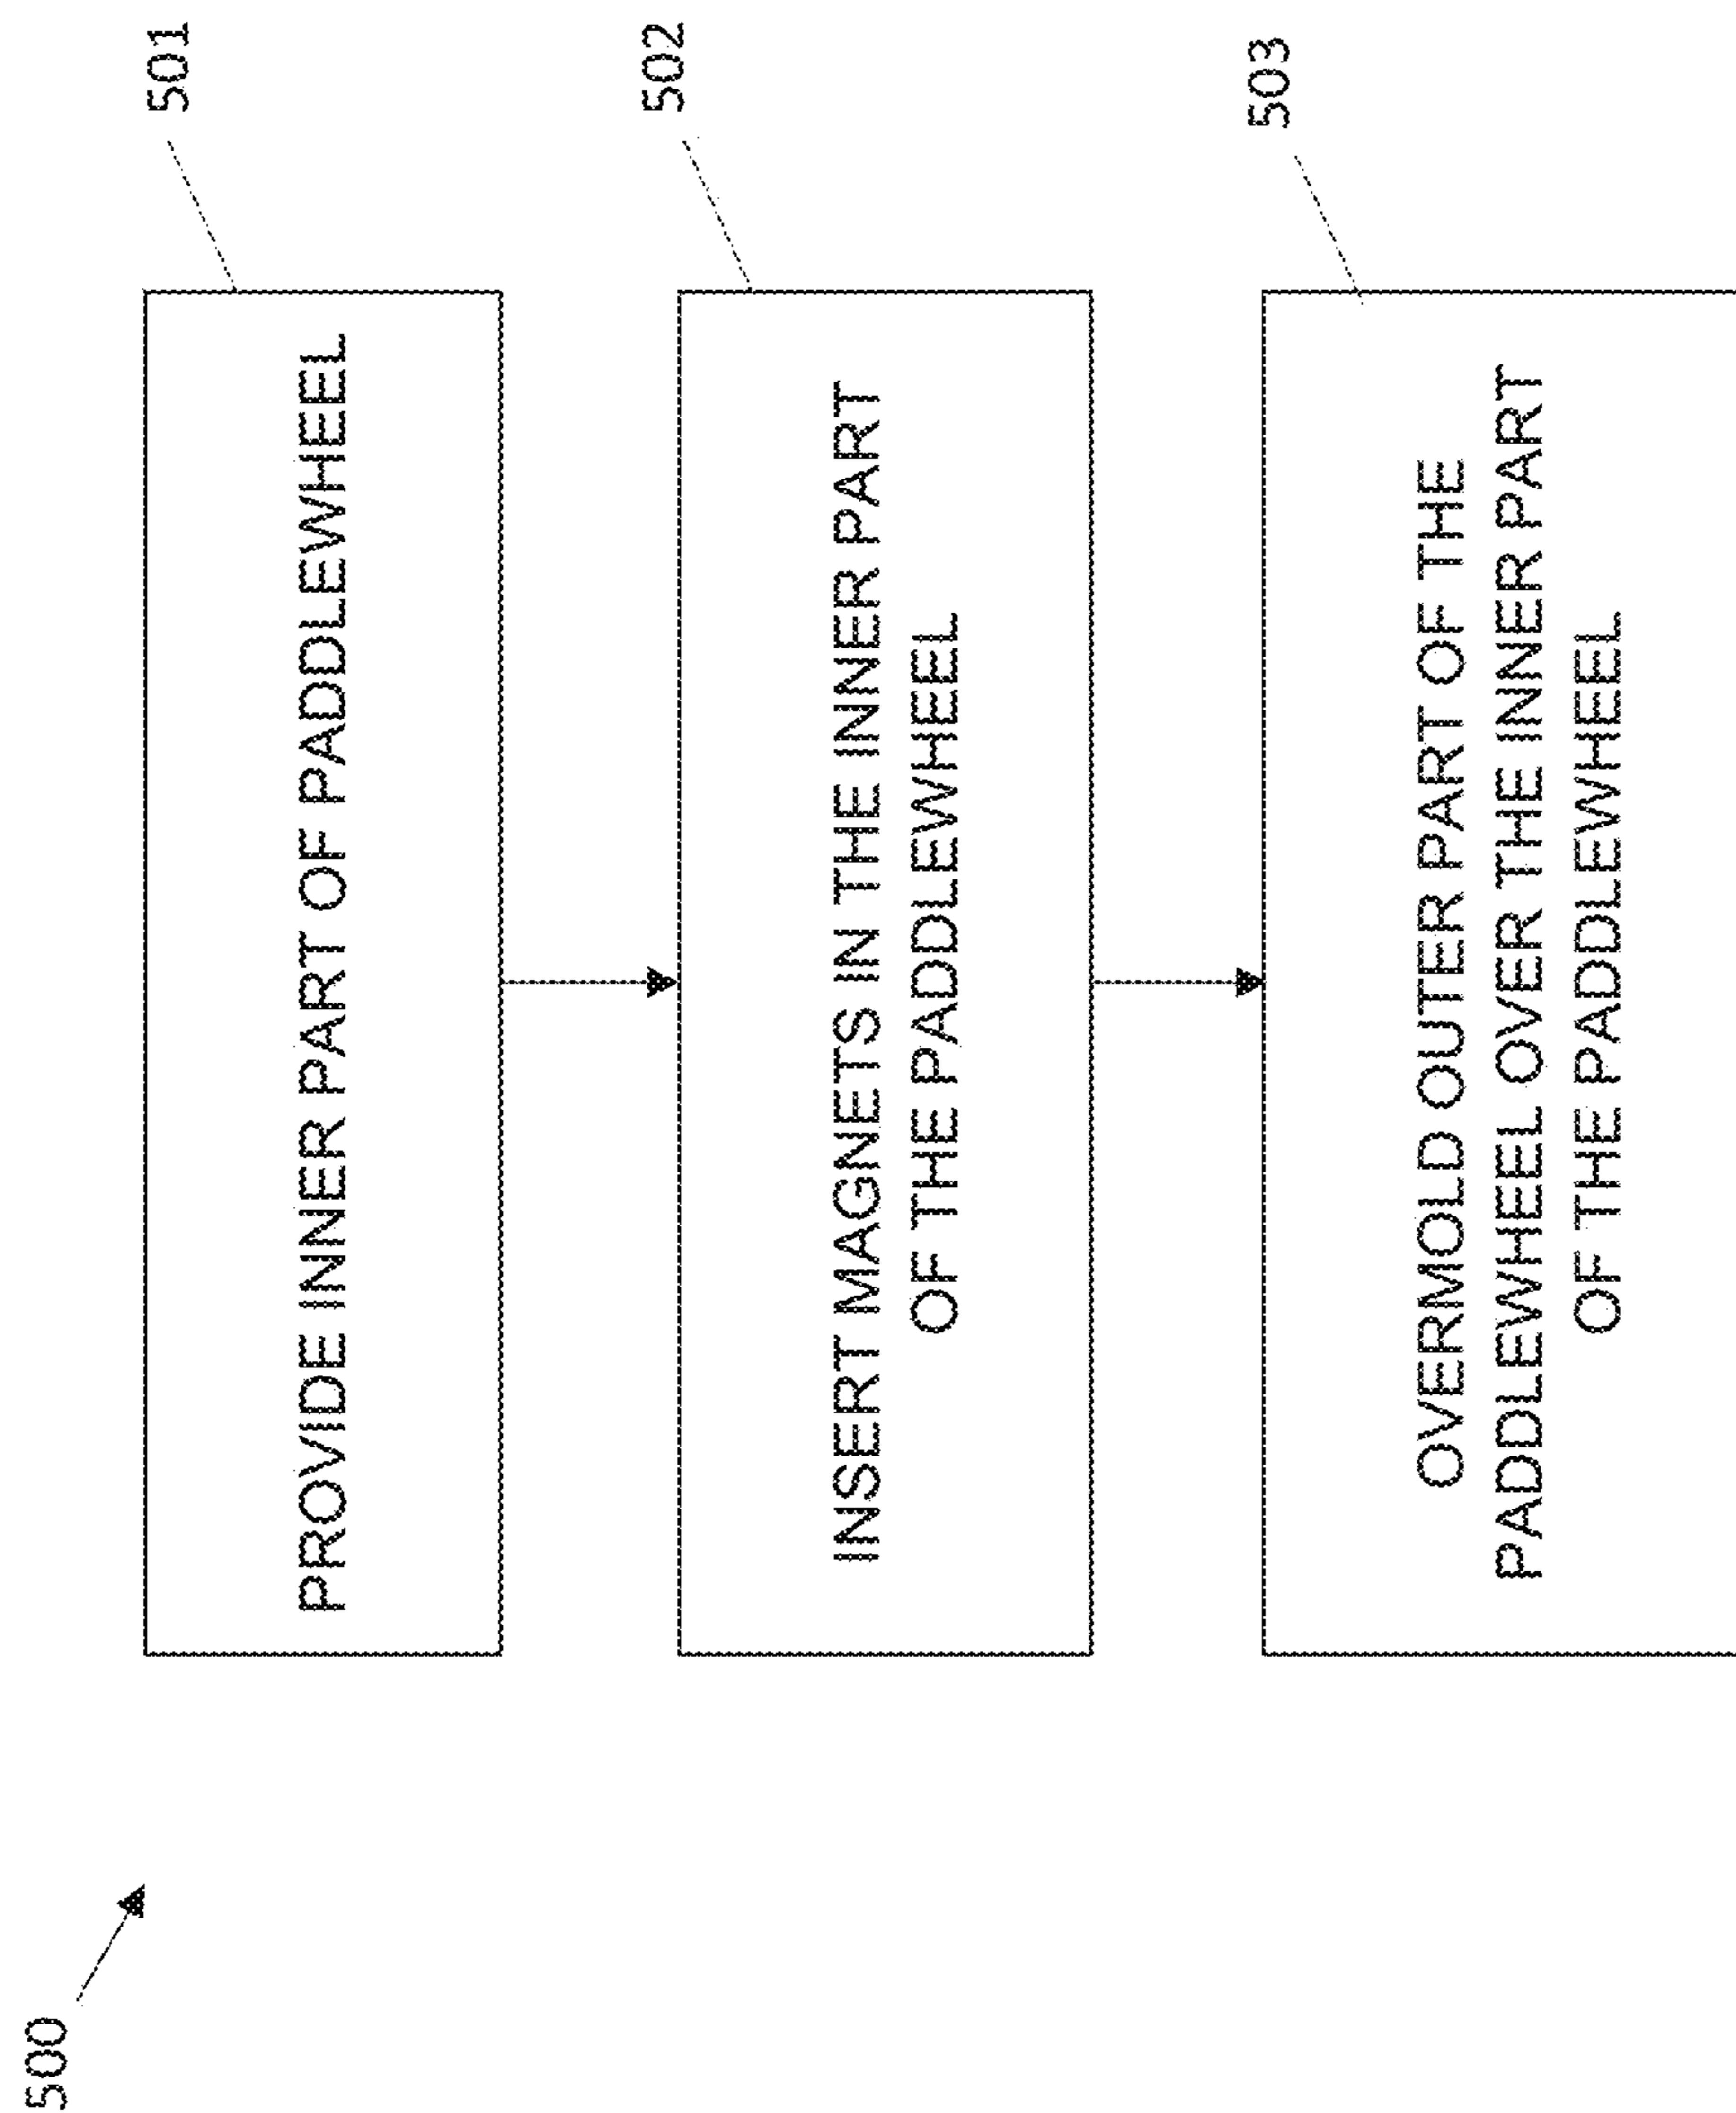 500
501
PROVIDE INNER PART OF PADDLEWHEEL
502
INSERT MAGNETS IN THE INNER PART
OF THE PADDLEWHEEL
503
OVERMOLD OUTER PART OF THE
PADDLEWHEEL OVER THE INNER PART
OF THE PADDLEWHEEL